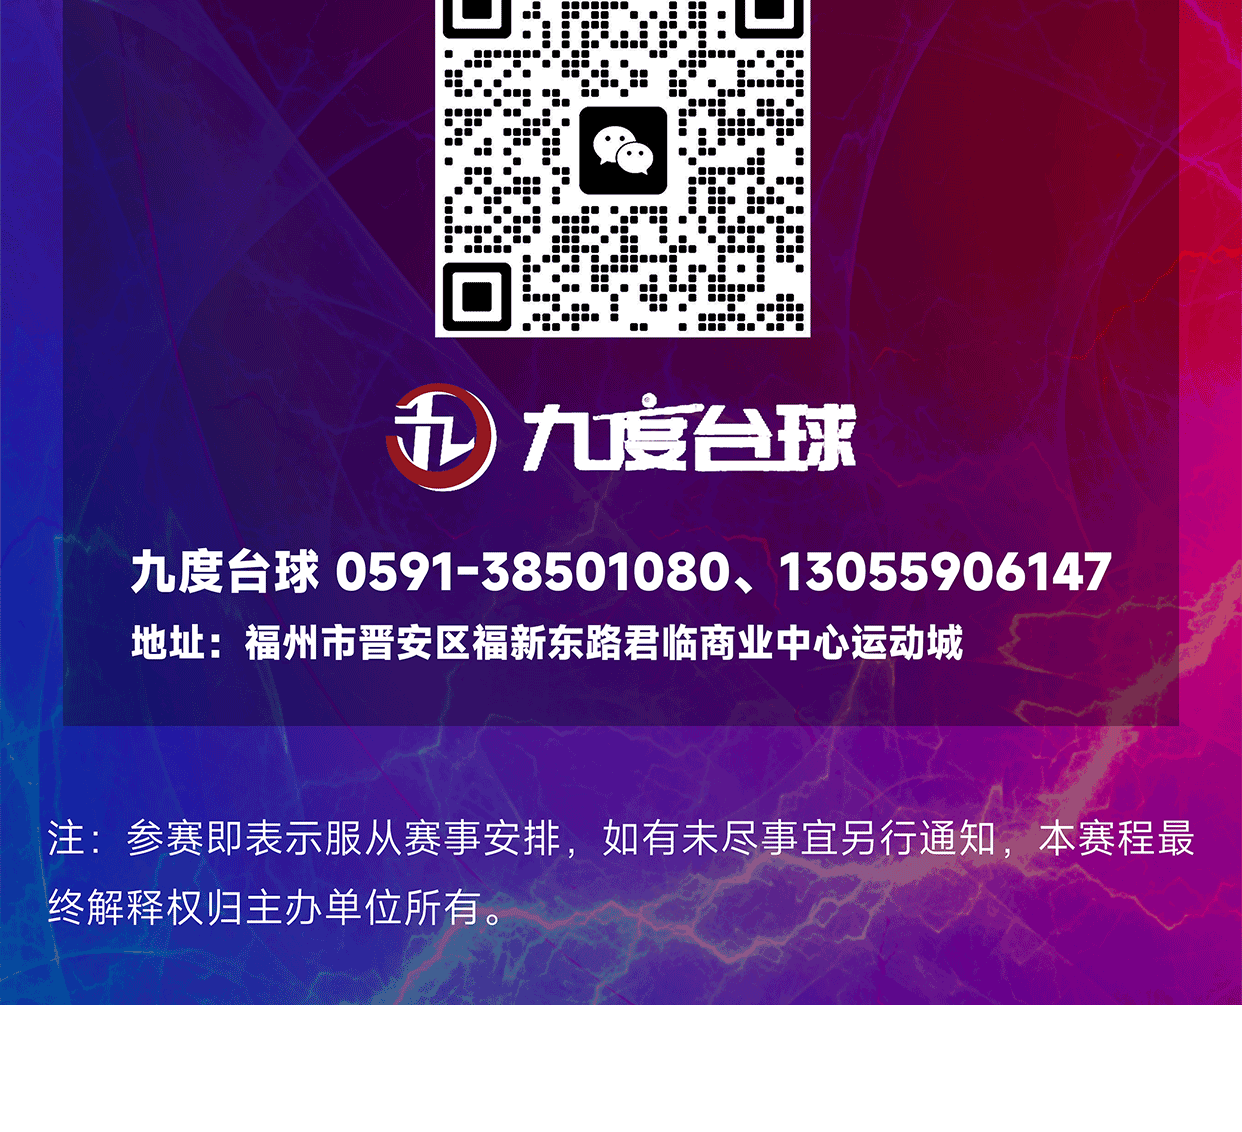 九度台球
九度台球 0591-38501080、13055906147
地址：福州市晋安区福新东路君临商业中心运动城
注：参赛即表示服从赛事安排，如有未尽事宜另行通知，本赛程最
终解释权归主办单位所有。